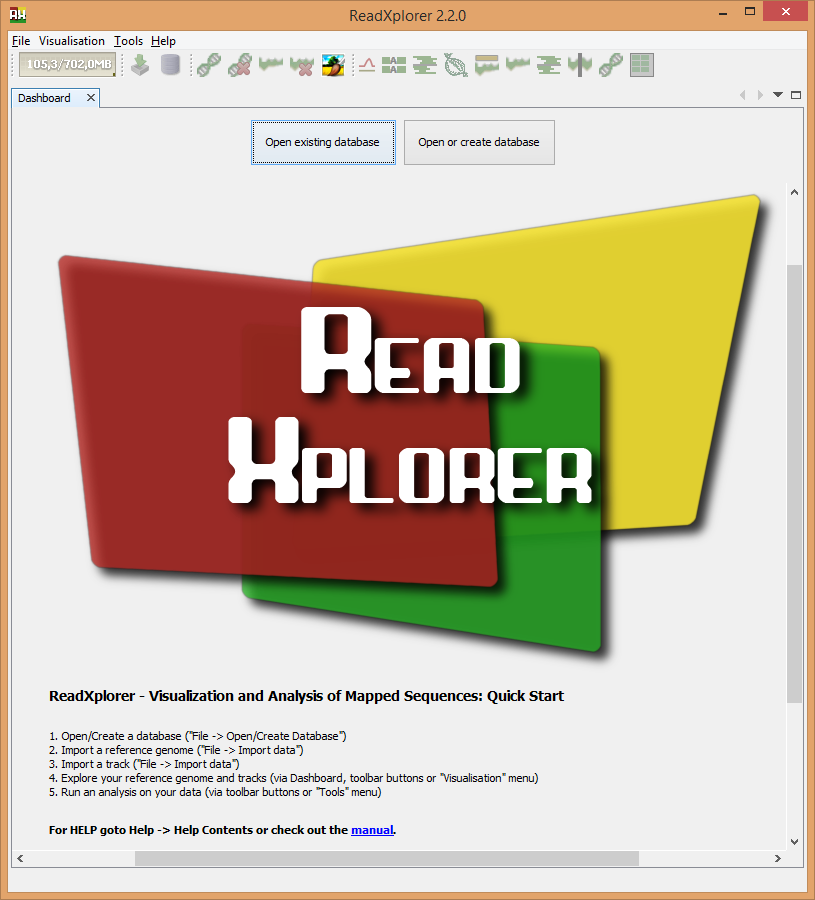 RX
ReadXplorer 2.2.0
File Visualisation Tools Help
105,3/702,0MB
Dashboard
Open existing database
Open or create database
READ
XPLORER
ReadXplorer - Visualization and Analysis of Mapped Sequences: Quick Start
1. Open/Create a database ("File -> Open/Create Database")
2. Import a reference genome ("File -> Import data")
3. Import a track ("File -> Import data")
4. Explore your reference genome and tracks (via Dashboard, toolbar buttons or "Visualisation" menu)
5. Run an analysis on your data (via toolbar buttons or "Tools" menu)
For HELP goto Help -> Help Contents or check out the manual.